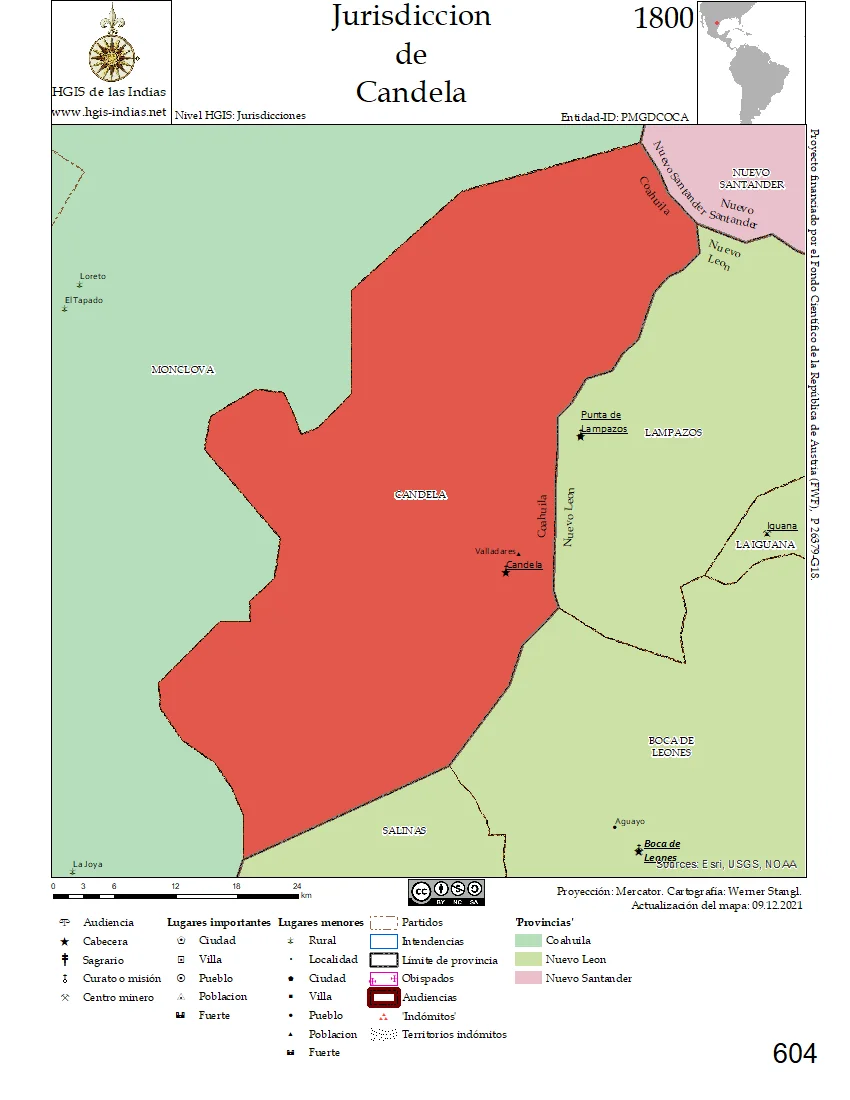 Jurisdiccion
de
Candela
1800
HGIS de las Indias
www.hgis-indias.net
Nivel HGIS: Jurisdicciones
Entidad-ID: PMGDCOCA
Proyecto financiado por el Fondo Científico de la República de Austria (FWF), P 26379-G18.
NUEVO
SANTANDER
Nuevo Santander
Coahuila
Nuevo
Santander
Nuevo
Leon
Loreto
El Tapado
MONCLOVA
Punta de
Lampazos
LAMPAZOS
CANDELA
Coahuila
Nuevo Leon
Iguana
LA IGUANA
Valladares
Candela
BOCA DE
LEONES
SALINAS
Aguayo
Boca de
Leones
La Joya
Sources: Esri, USGS, NOAA
0 3 6 12 18 24
km
CC BY NC SA
Proyección: Mercator. Cartografía: Werner Stangl.
Actualización del mapa: 09.12.2021
Audiencia
Cabecera
Sagrario
Curato o misión
Centro minero
Lugares importantes
Ciudad
Villa
Pueblo
Poblacion
Fuerte
Lugares menores
Rural
Localidad
Ciudad
Villa
Pueblo
Poblacion
Fuerte
Partidos
Intendencias
Límite de provincia
Obispados
Audiencias
'Indómitos'
Territorios indómitos
'Provincias'
Coahuila
Nuevo Leon
Nuevo Santander
604